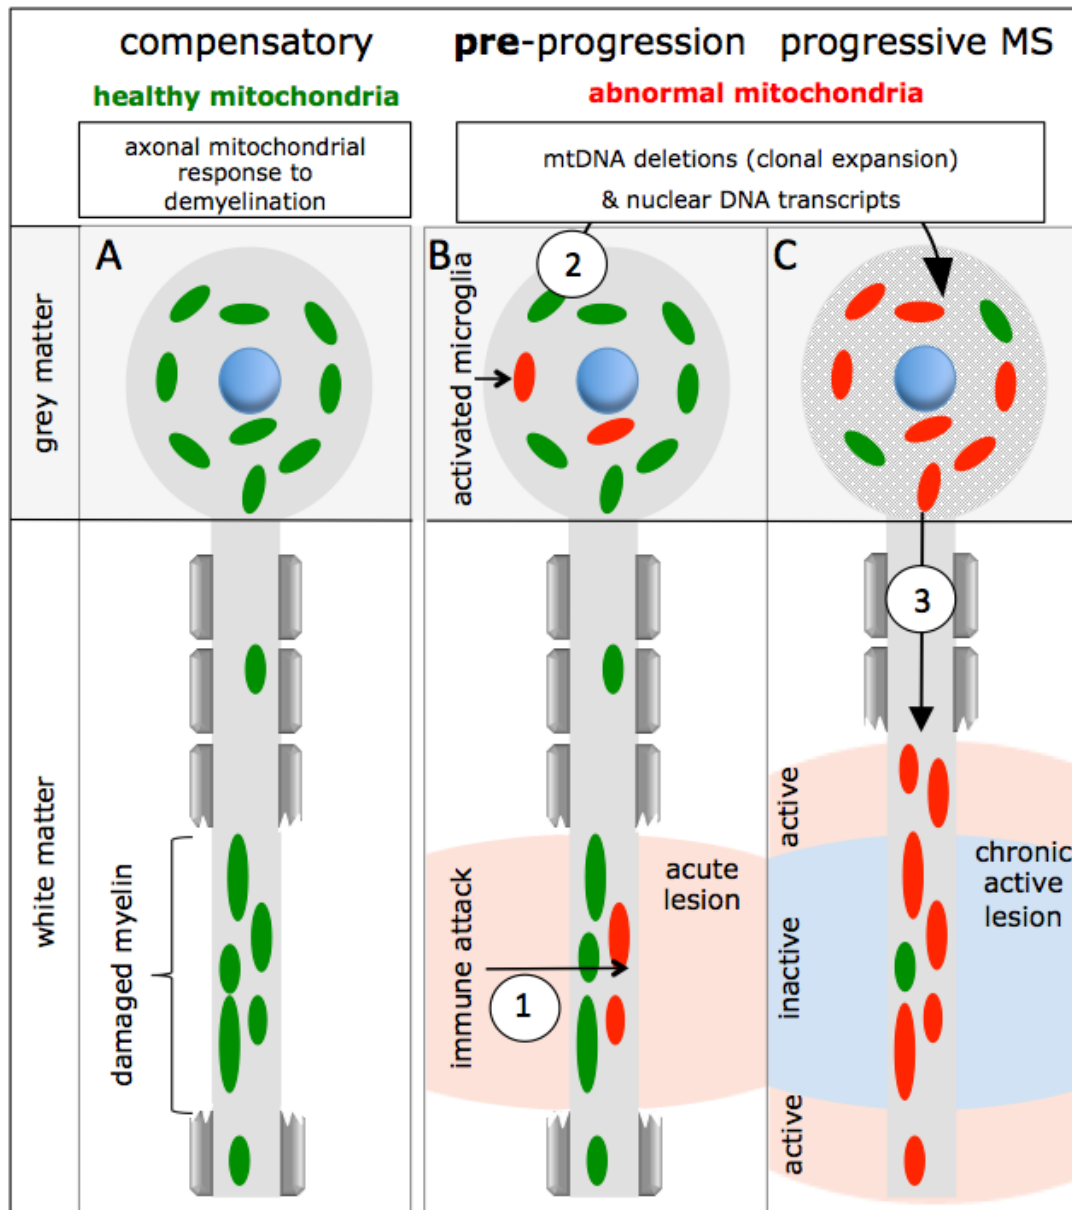 compensatory
pre-progression
progressive MS
healthy mitochondria
abnormal mitochondria
axonal mitochondrial
response to
demyelination
mtDNA deletions (clonal expansion)
& nuclear DNA transcripts
grey matter
A
B
2
activated microglia
C
white matter
damaged myelin
immune attack
1
acute
lesion
3
active
inactive
active
chronic
active
lesion